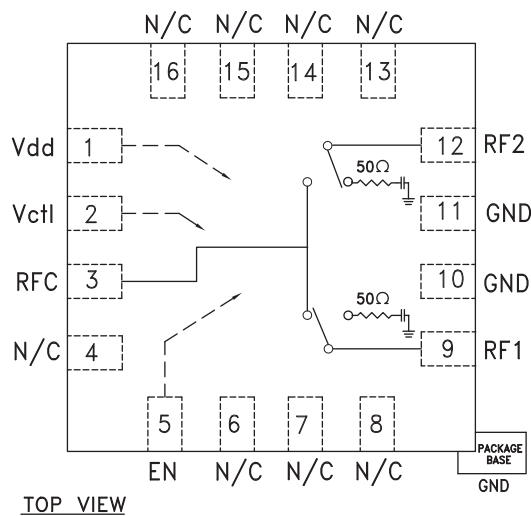 N/C N/C N/C N/C
16 15 14 13
Vdd 1 12 RF2
50Ω
Vctl 2 11 GND
RFC 3 10 GND
50Ω
N/C 4 9 RF1
5 6 7 8
EN N/C N/C N/C
PACKAGE
BASE
GND
TOP VIEW